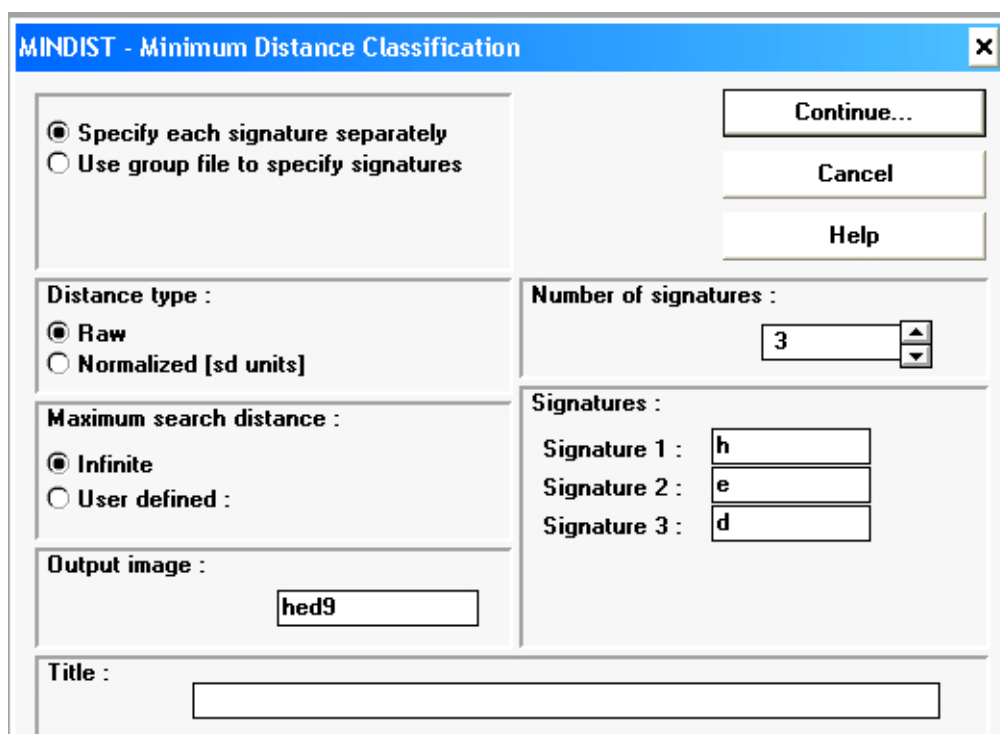 MINDIST - Minimum Distance Classification
Specify each signature separately
Use group file to specify signatures
Continue...
Cancel
Help
Distance type :
Raw
Normalized [sd units]
Number of signatures :
3
Maximum search distance :
Infinite
User defined :
Signatures :
Signature 1 : h
Signature 2 : e
Signature 3 : d
Output image :
hed9
Title :